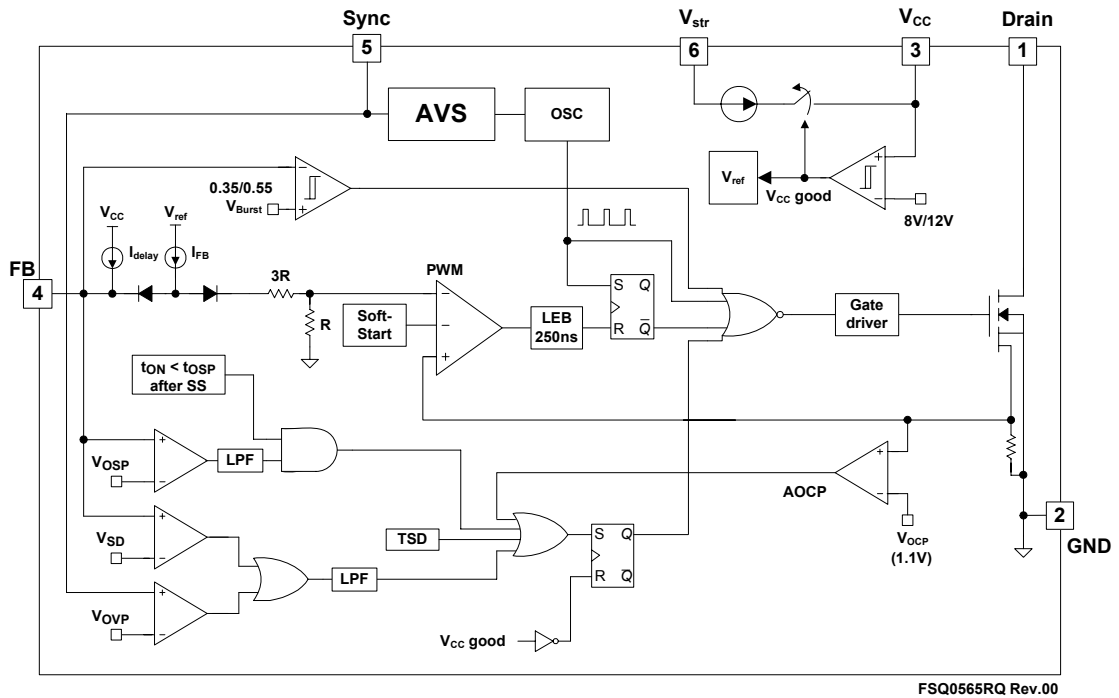 Sync
5
Vstr
6
VCC
3
Drain
1
AVS
OSC
Vref
VCC good
8V/12V
0.35/0.55
VBurst
VCC
Idelay
Vref
IFB
FB
4
3R
R
PWM
Soft-
Start
LEB
250ns
S Q
R Q
Gate
driver
tON < tOSP
after SS
VOSP
LPF
AOCP
VOCP
(1.1V)
2
GND
VSD
TSD
S Q
R Q
LPF
VOVP
VCC good
FSQ0565RQ Rev.00